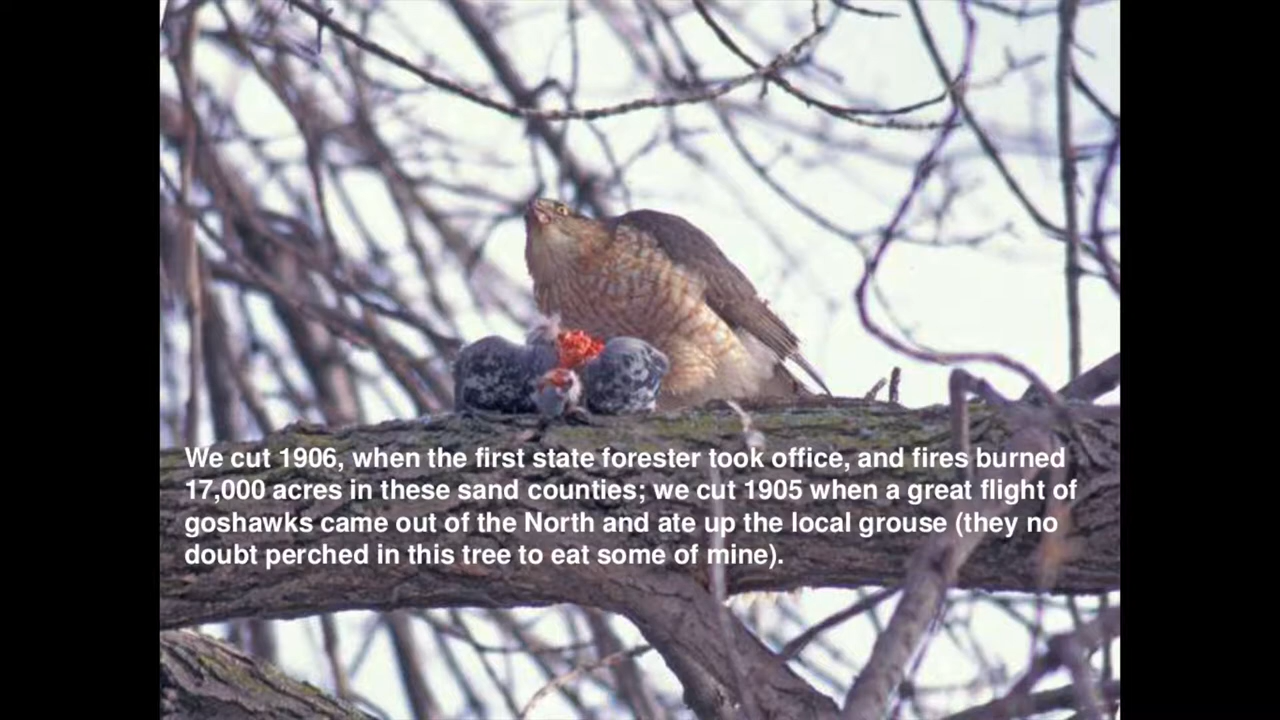 We cut 1906, when the first state forester took office, and fires burned
17,000 acres in these sand counties; we cut 1905 when a great flight of
goshawks came out of the North and ate up the local grouse (they no
doubt perched in this tree to eat some of mine).